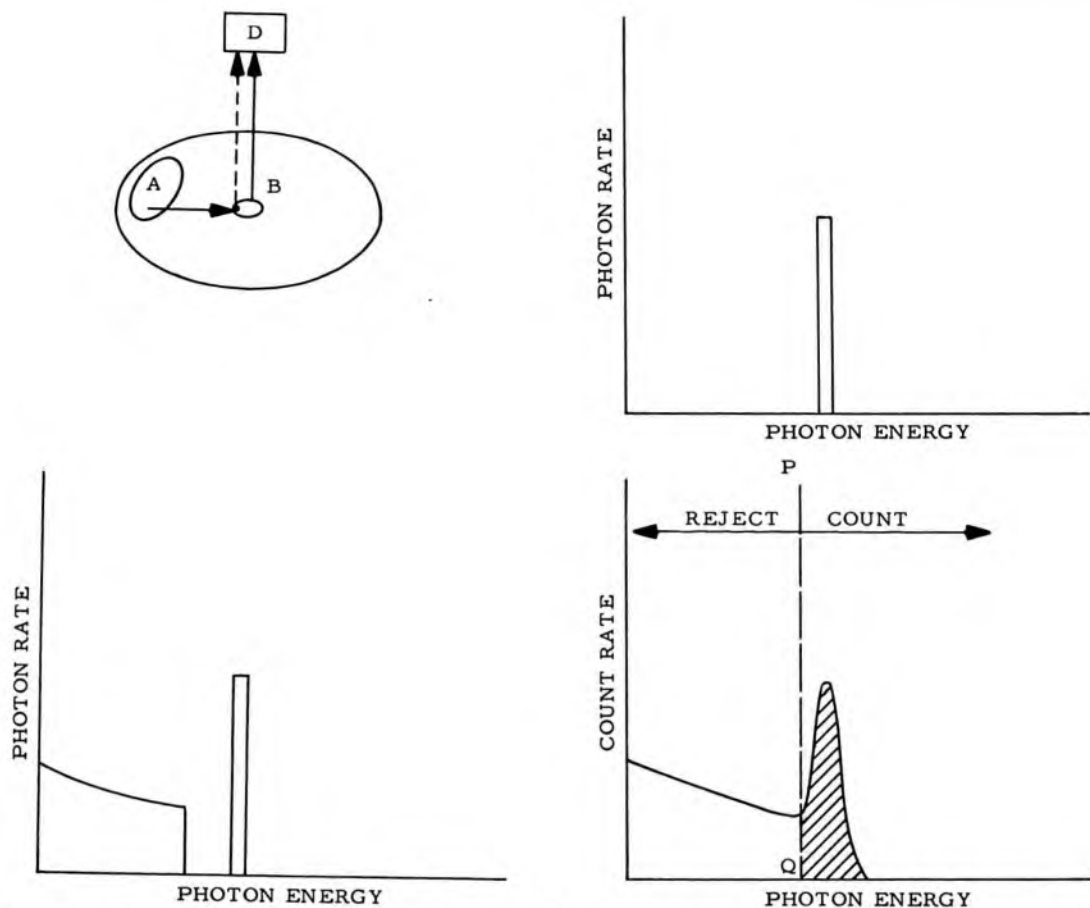 D
A
B
PHOTON RATE
PHOTON ENERGY
PHOTON RATE
PHOTON ENERGY
P
REJECT
COUNT
COUNT RATE
Q
PHOTON ENERGY